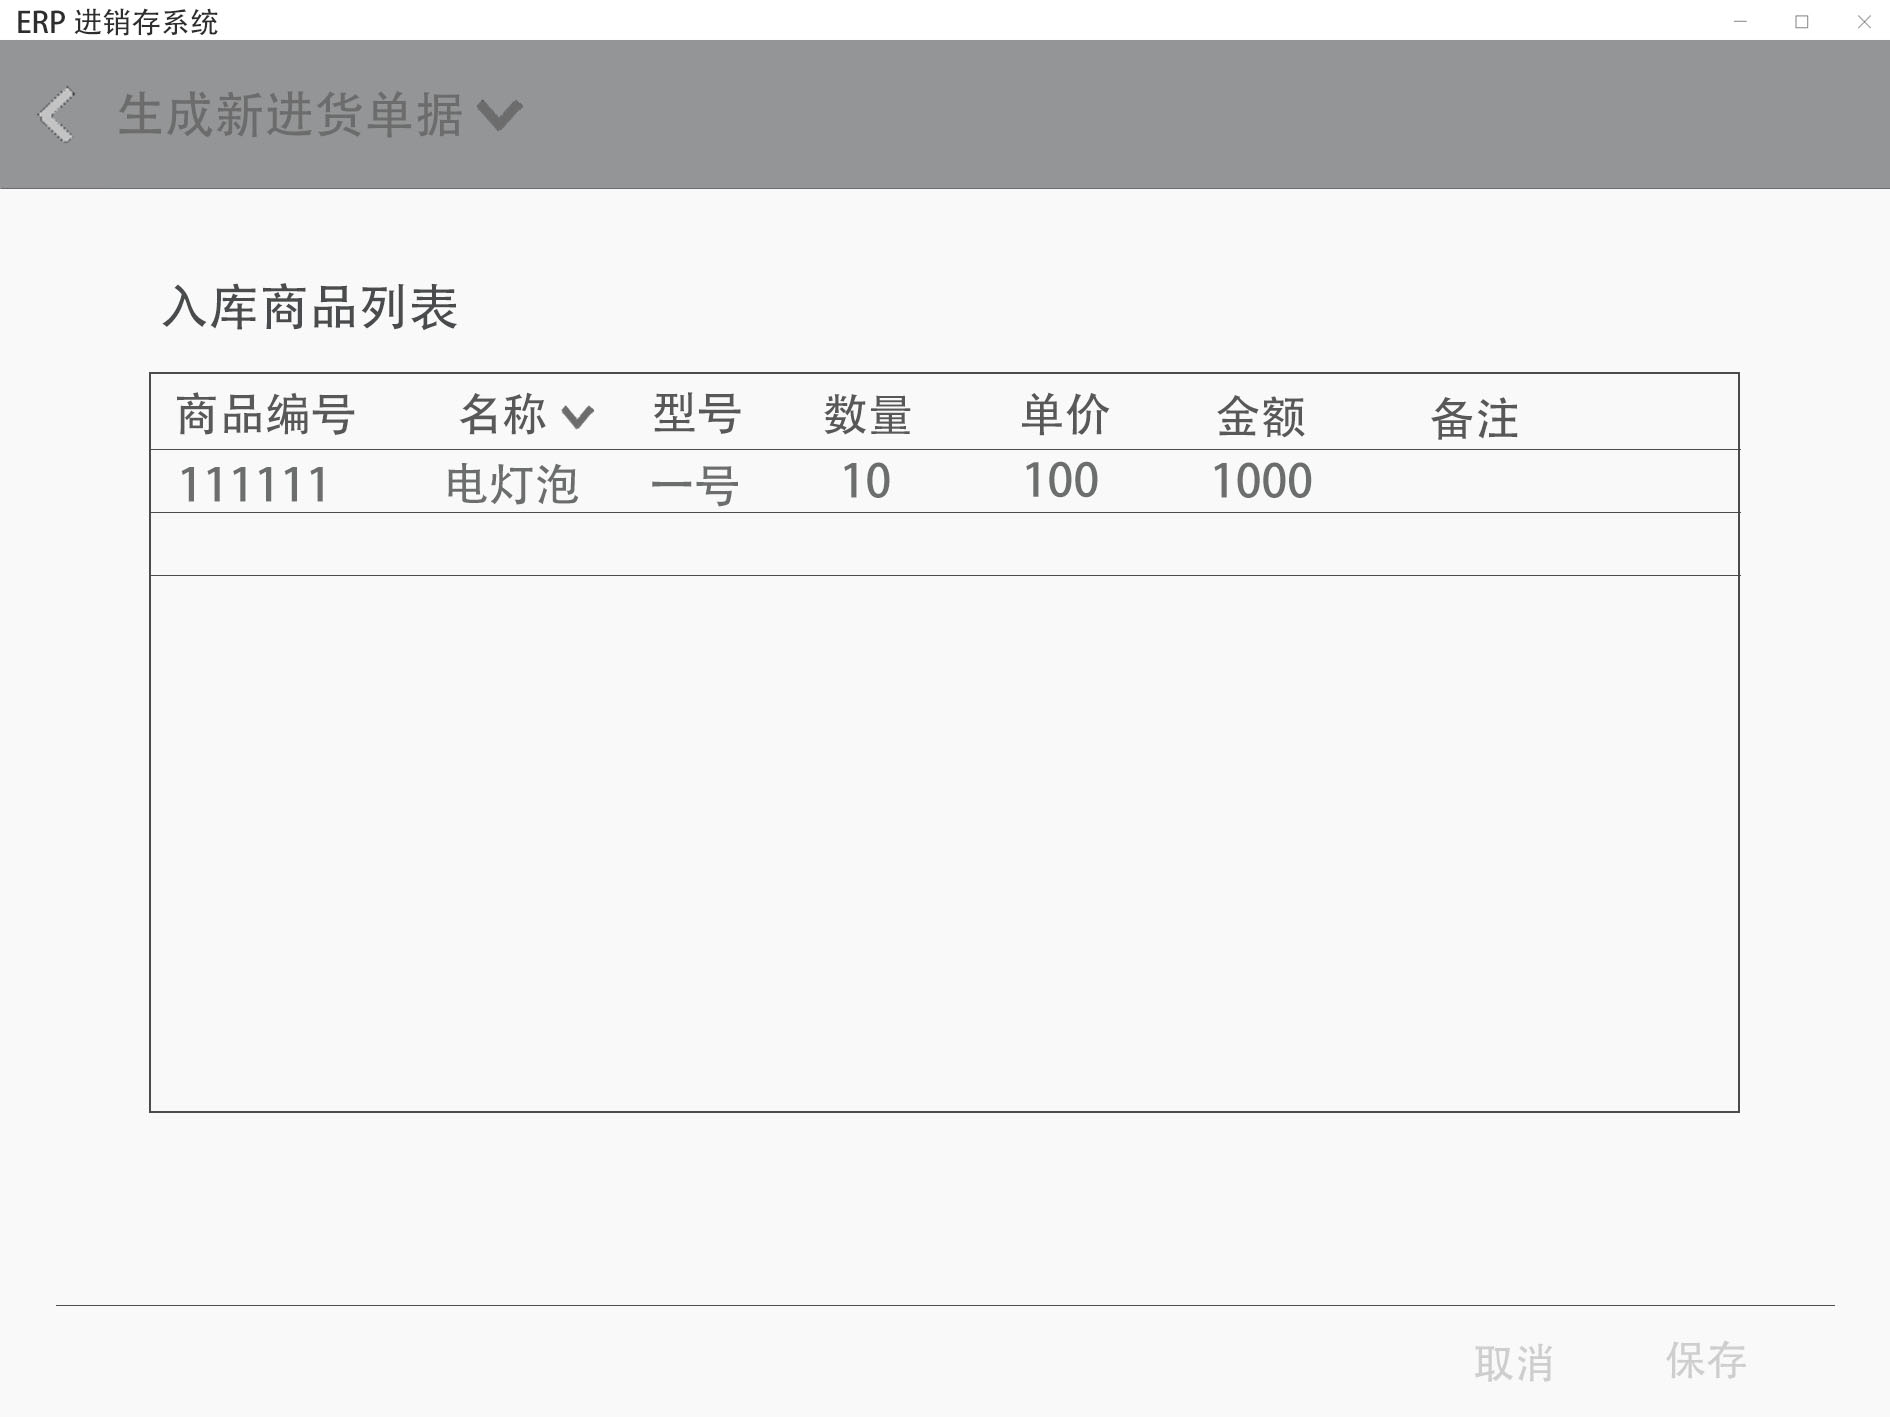 ERP 进销存系统
生成新进货单据
入库商品列表
商品编号 名称 型号 数量 单价 金额 备注
111111 电灯泡 一号 10 100 1000
取消 保存